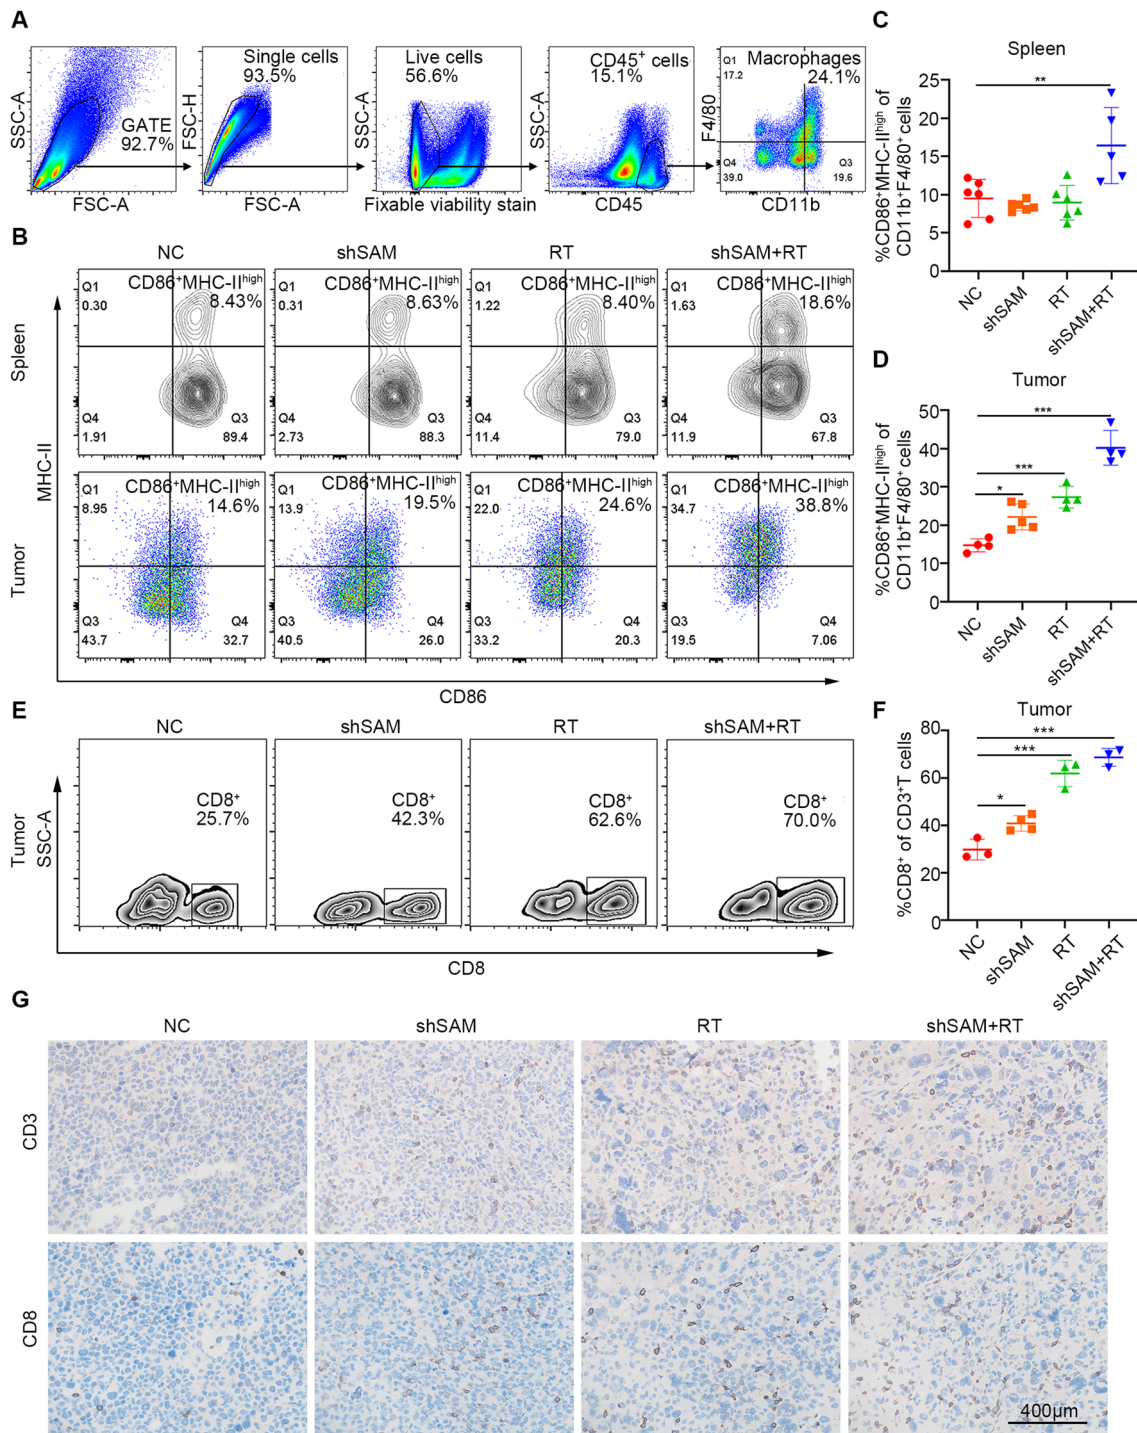 A
SSC-A
GATE
92.7%
FSC-A
FSC-H
Single cells
93.5%
FSC-A
SSC-A
Live cells
56.6%
Fixable viability stain
SSC-A
CD45⁺ cells
15.1%
CD45
F4/80
Q1
17.2
Macrophages
24.1%
Q4
39.0
Q3
19.6
CD11b
B
NC
shSAM
RT
shSAM+RT
MHC-II
Spleen
Q1
0.30
CD86⁺MHC-IIʰⁱᵍʰ
8.43%
Q4
1.91
Q3
89.4
Q1
0.31
CD86⁺MHC-IIʰⁱᵍʰ
8.63%
Q4
2.73
Q3
88.3
Q1
1.22
CD86⁺MHC-IIʰⁱᵍʰ
8.40%
Q4
11.4
Q3
79.0
Q1
1.63
CD86⁺MHC-IIʰⁱᵍʰ
18.6%
Q4
11.9
Q3
67.8
Tumor
Q1
8.95
CD86⁺MHC-IIʰⁱᵍʰ
14.6%
Q3
43.7
Q4
32.7
Q1
13.9
CD86⁺MHC-IIʰⁱᵍʰ
19.5%
Q3
40.5
Q4
26.0
Q1
22.0
CD86⁺MHC-IIʰⁱᵍʰ
24.6%
Q3
33.2
Q4
20.3
Q1
34.7
CD86⁺MHC-IIʰⁱᵍʰ
38.8%
Q3
19.5
Q4
7.06
CD86
C
Spleen
%CD86⁺MHC-IIʰⁱᵍʰ of
CD11b⁺F4/80⁺ cells
25
20
15
10
5
0
**
NC
shSAM
RT
shSAM+RT
D
Tumor
%CD86⁺MHC-IIʰⁱᵍʰ of
CD11b⁺F4/80⁺ cells
50
40
30
20
10
0
***
***
*
NC
shSAM
RT
shSAM+RT
E
NC
shSAM
RT
shSAM+RT
Tumor
SSC-A
CD8⁺
25.7%
CD8⁺
42.3%
CD8⁺
62.6%
CD8⁺
70.0%
CD8
F
Tumor
%CD8⁺ of CD3⁺T cells
80
60
40
20
0
***
***
*
NC
shSAM
RT
shSAM+RT
G
NC
shSAM
RT
shSAM+RT
CD3
CD8
400μm